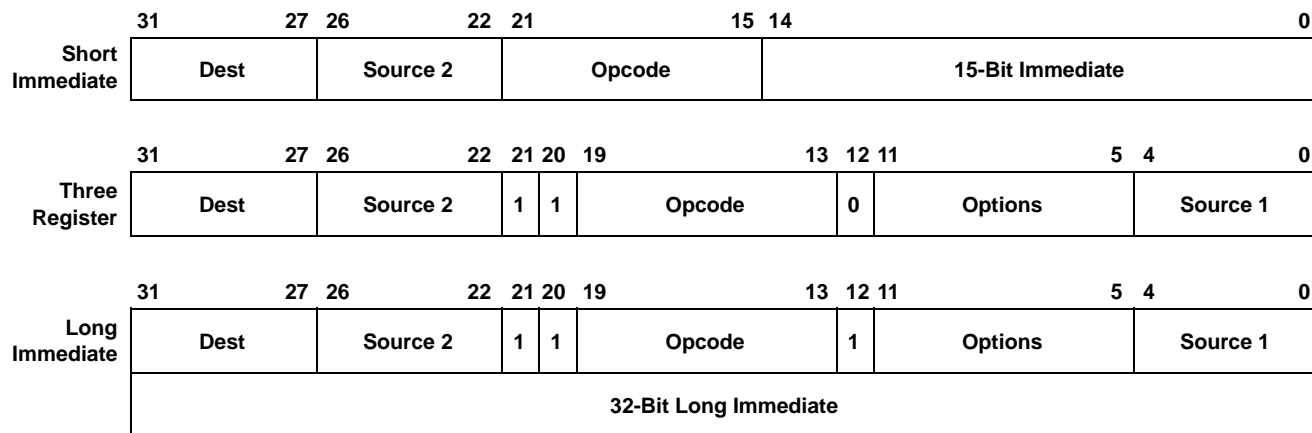 31 27 26 22 21 15 14 0
Short
Immediate
Dest Source 2 Opcode 15-Bit Immediate
31 27 26 22 21 20 19 13 12 11 5 4 0
Three
Register
Dest Source 2 1 1 Opcode 0 Options Source 1
31 27 26 22 21 20 19 13 12 11 5 4 0
Long
Immediate
Dest Source 2 1 1 Opcode 1 Options Source 1
32-Bit Long Immediate